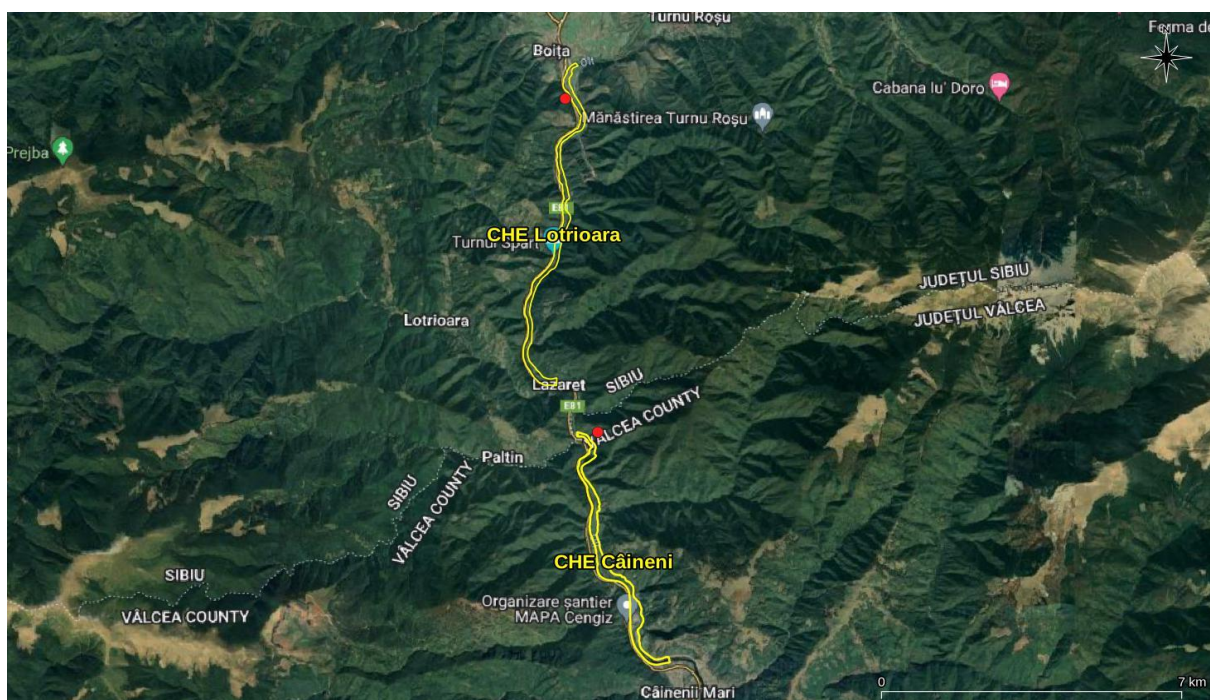 Turnu Roșu
Ferma de
N
Boița
Olt
Cabana lu' Doro
Mănăstirea Turnu Roșu
Prejba
E81
CHE Lotrioara
Turnul Spart
JUDEȚUL SIBIU
JUDEȚUL VÂLCEA
Lotrioara
Lazaret
SIBIU
E81
VÂLCEA COUNTY
Paltin
SIBIU
VÂLCEA COUNTY
CHE Câineni
SIBIU
Organizare șantier
MAPA Cengiz
VÂLCEA COUNTY
0
7 km
Câinenii Mari